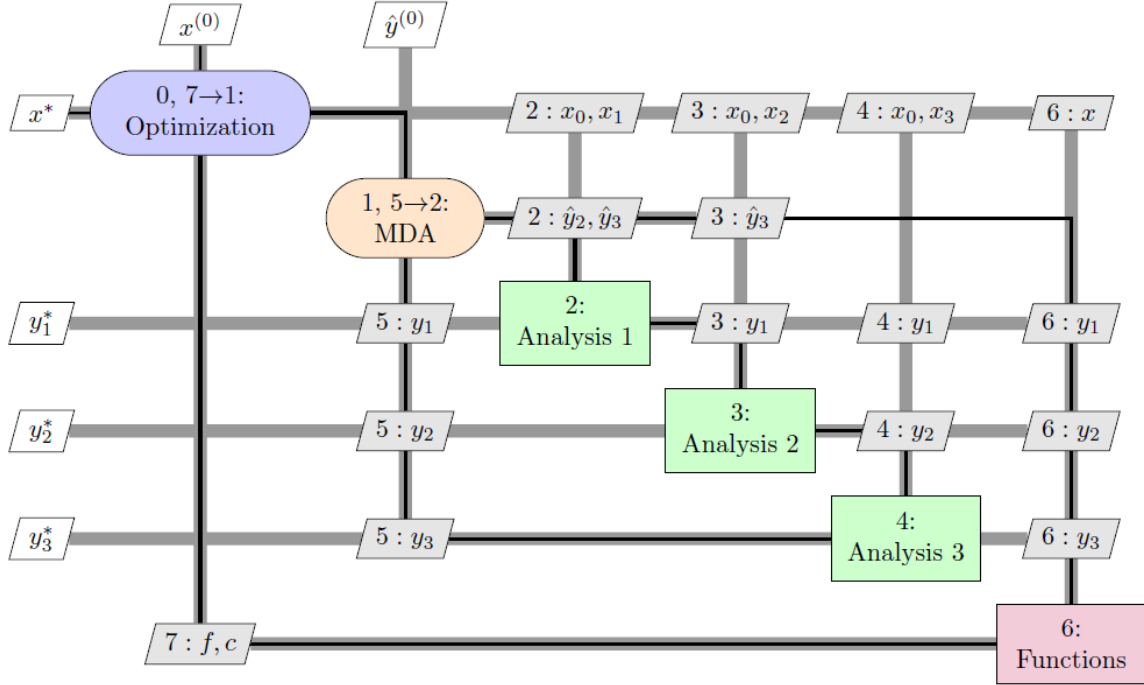 x^{(0)} ŷ^{(0)}
x* 0, 7→1: 2 : x_0, x_1 3 : x_0, x_2 4 : x_0, x_3 6 : x
Optimization
1, 5→2: 2 : ŷ_2, ŷ_3 3 : ŷ_3
MDA
y_1^* 5 : y_1 2: 3 : y_1 4 : y_1 6 : y_1
Analysis 1
y_2^* 5 : y_2 3: 4 : y_2 6 : y_2
Analysis 2
y_3^* 5 : y_3 4: 6 : y_3
Analysis 3
7 : f, c 6:
Functions